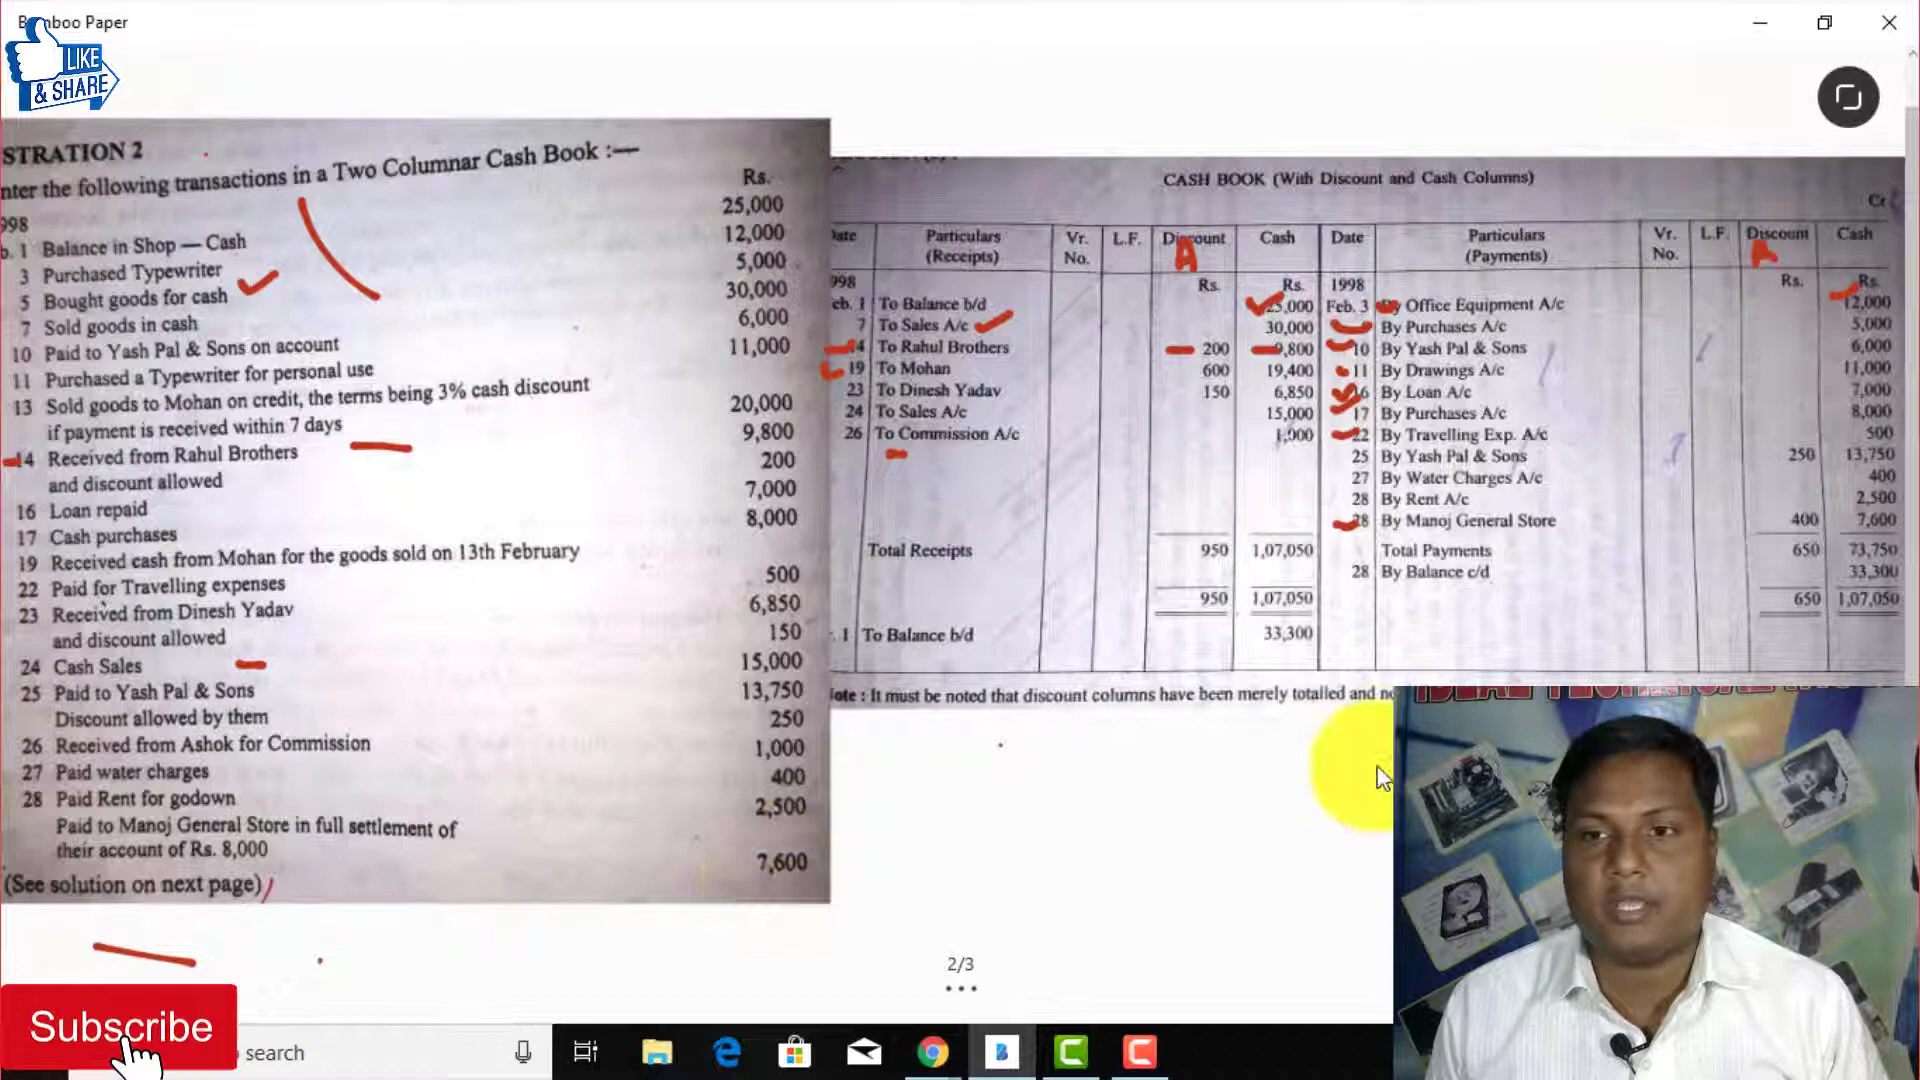 Bamboo Paper
LIKE
& SHARE
STRATION 2
nter the following transactions in a Two Columnar Cash Book :—
Rs.
998
b. 1 Balance in Shop — Cash 25,000
3 Purchased Typewriter 12,000
5 Bought goods for cash 5,000
7 Sold goods in cash 30,000
10 Paid to Yash Pal & Sons on account 6,000
11 Purchased a Typewriter for personal use 11,000
13 Sold goods to Mohan on credit, the terms being 3% cash discount
if payment is received within 7 days 20,000
14 Received from Rahul Brothers 9,800
and discount allowed 200
16 Loan repaid 7,000
17 Cash purchases 8,000
19 Received cash from Mohan for the goods sold on 13th February
22 Paid for Travelling expenses 500
23 Received from Dinesh Yadav 6,850
and discount allowed 150
24 Cash Sales 15,000
25 Paid to Yash Pal & Sons 13,750
Discount allowed by them 250
26 Received from Ashok for Commission 1,000
27 Paid water charges 400
28 Paid Rent for godown 2,500
Paid to Manoj General Store in full settlement of
their account of Rs. 8,000 7,600
(See solution on next page)
CASH BOOK (With Discount and Cash Columns)
Cr
Date Particulars (Receipts) Vr. No. L.F. Discount Cash Date Particulars (Payments) Vr. No. L.F. Discount Cash
A A
998 Rs. Rs. 1998 Rs. Rs.
eb. 1 To Balance b/d 25,000 Feb. 3 By Office Equipment A/c 12,000
7 To Sales A/c 30,000 By Purchases A/c 5,000
14 To Rahul Brothers 200 9,800 10 By Yash Pal & Sons 6,000
19 To Mohan 600 19,400 11 By Drawings A/c 11,000
23 To Dinesh Yadav 150 6,850 16 By Loan A/c 7,000
24 To Sales A/c 15,000 17 By Purchases A/c 8,000
26 To Commission A/c 1,000 22 By Travelling Exp. A/c 500
25 By Yash Pal & Sons 250 13,750
27 By Water Charges A/c 400
28 By Rent A/c 2,500
28 By Manoj General Store 400 7,600
Total Receipts 950 1,07,050 Total Payments 650 73,750
28 By Balance c/d 33,300
950 1,07,050 650 1,07,050
. 1 To Balance b/d 33,300
ote : It must be noted that discount columns have been merely totalled and no
2/3
Subscribe
search